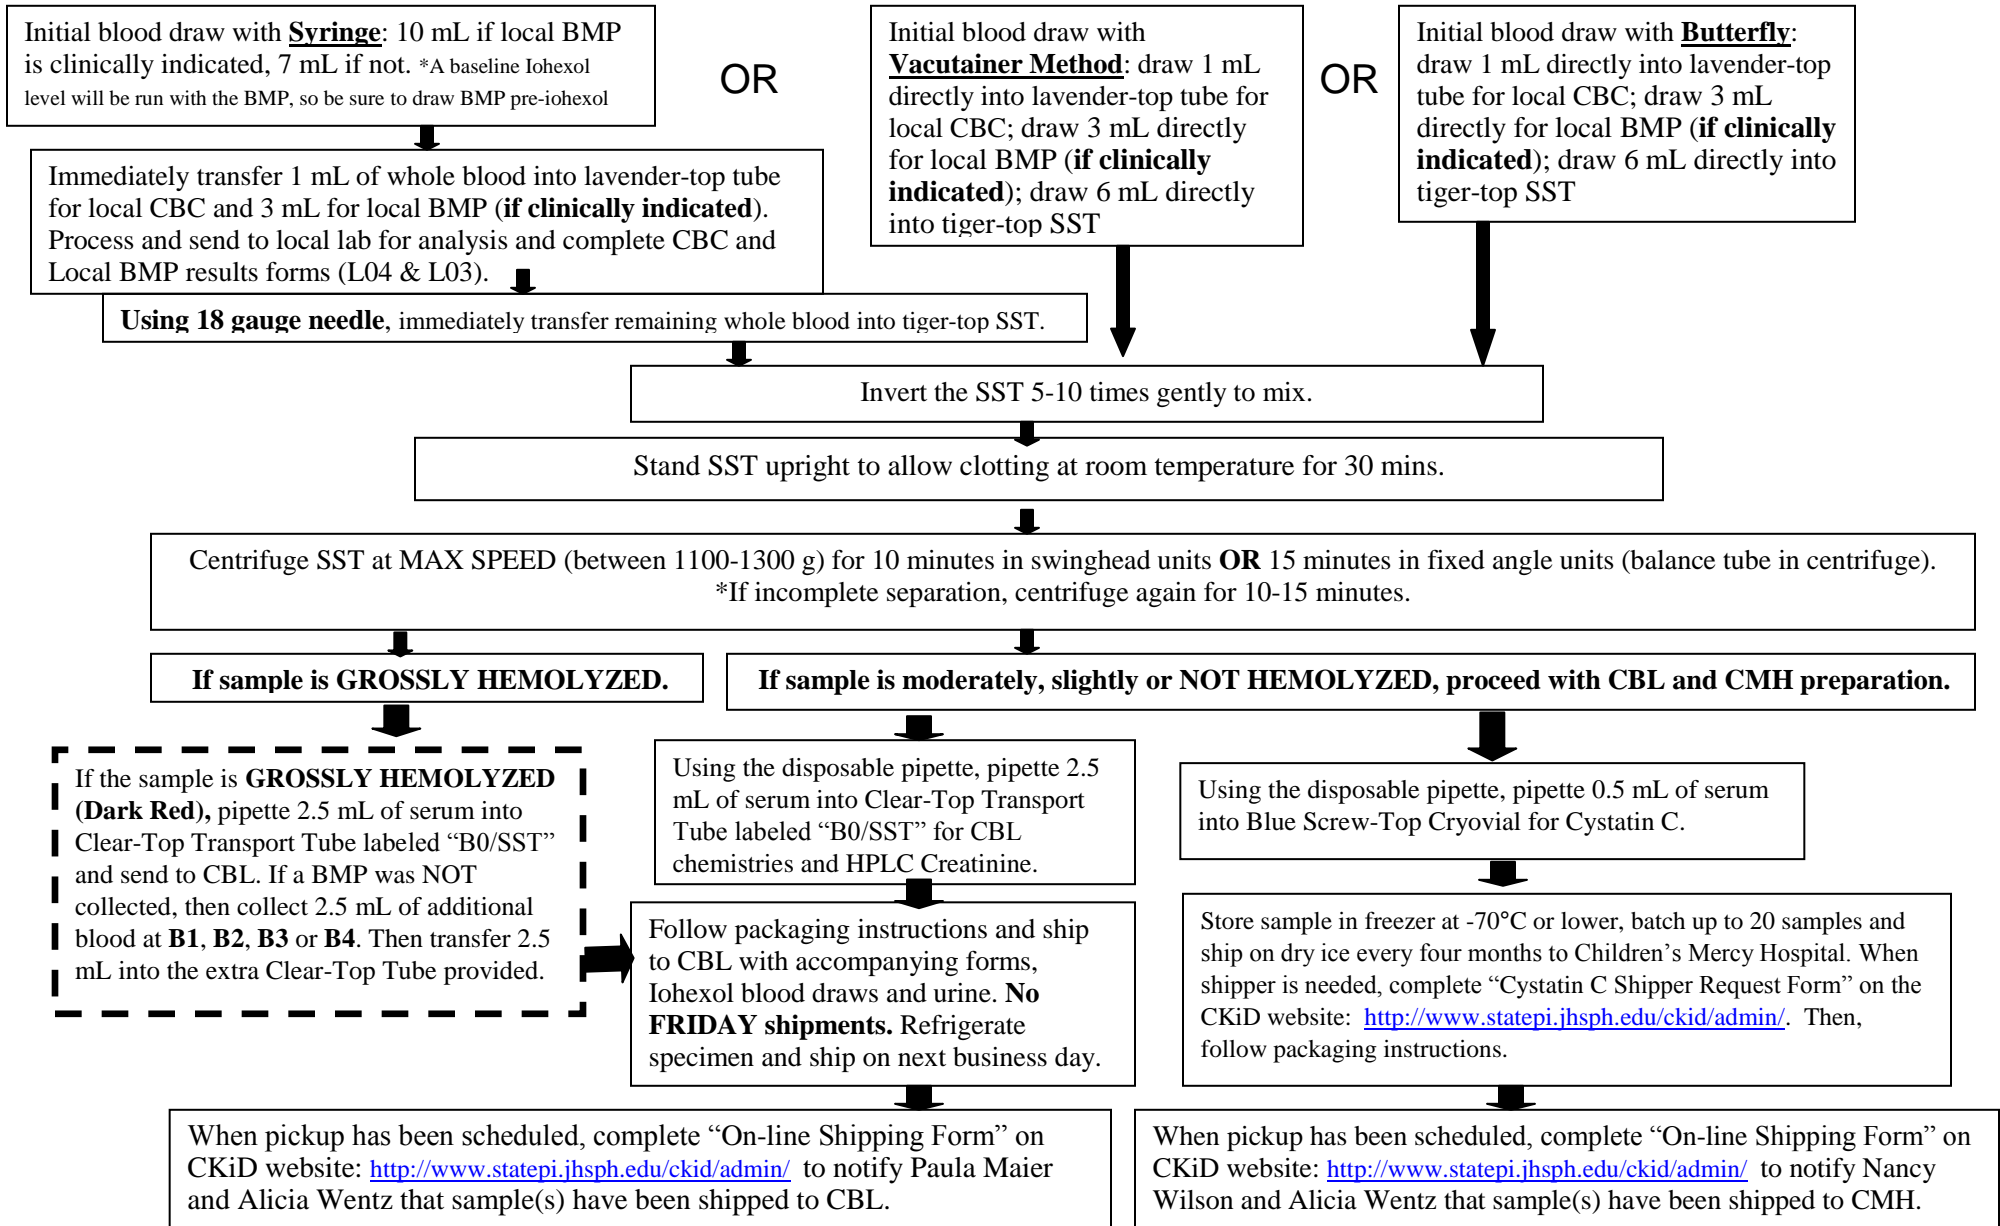 Initial blood draw with Syringe: 10 mL if local BMP
is clinically indicated, 7 mL if not. *A baseline Iohexol
level will be run with the BMP, so be sure to draw BMP pre-iohexol
OR
Initial blood draw with
Vacutainer Method: draw 1 mL
directly into lavender-top tube for
local CBC; draw 3 mL directly
for local BMP (if clinically
indicated); draw 6 mL directly
into tiger-top SST
OR
Initial blood draw with Butterfly:
draw 1 mL directly into lavender-top
tube for local CBC; draw 3 mL
directly for local BMP (if clinically
indicated); draw 6 mL directly into
tiger-top SST
Immediately transfer 1 mL of whole blood into lavender-top tube
for local CBC and 3 mL for local BMP (if clinically indicated).
Process and send to local lab for analysis and complete CBC and
Local BMP results forms (L04 & L03).
Using 18 gauge needle, immediately transfer remaining whole blood into tiger-top SST.
Invert the SST 5-10 times gently to mix.
Stand SST upright to allow clotting at room temperature for 30 mins.
Centrifuge SST at MAX SPEED (between 1100-1300 g) for 10 minutes in swinghead units OR 15 minutes in fixed angle units (balance tube in centrifuge).
*If incomplete separation, centrifuge again for 10-15 minutes.
If sample is GROSSLY HEMOLYZED.
If sample is moderately, slightly or NOT HEMOLYZED, proceed with CBL and CMH preparation.
If the sample is GROSSLY HEMOLYZED
(Dark Red), pipette 2.5 mL of serum into
Clear-Top Transport Tube labeled “B0/SST”
and send to CBL. If a BMP was NOT
collected, then collect 2.5 mL of additional
blood at B1, B2, B3 or B4. Then transfer 2.5
mL into the extra Clear-Top Tube provided.
Using the disposable pipette, pipette 2.5
mL of serum into Clear-Top Transport
Tube labeled “B0/SST” for CBL
chemistries and HPLC Creatinine.
Using the disposable pipette, pipette 0.5 mL of serum
into Blue Screw-Top Cryovial for Cystatin C.
Follow packaging instructions and ship
to CBL with accompanying forms,
Iohexol blood draws and urine. No
FRIDAY shipments. Refrigerate
specimen and ship on next business day.
Store sample in freezer at -70°C or lower, batch up to 20 samples and
ship on dry ice every four months to Children’s Mercy Hospital. When
shipper is needed, complete “Cystatin C Shipper Request Form” on the
CKiD website: http://www.statepi.jhsph.edu/ckid/admin/. Then,
follow packaging instructions.
When pickup has been scheduled, complete “On-line Shipping Form” on
CKiD website: http://www.statepi.jhsph.edu/ckid/admin/ to notify Paula Maier
and Alicia Wentz that sample(s) have been shipped to CBL.
When pickup has been scheduled, complete “On-line Shipping Form” on
CKiD website: http://www.statepi.jhsph.edu/ckid/admin/ to notify Nancy
Wilson and Alicia Wentz that sample(s) have been shipped to CMH.